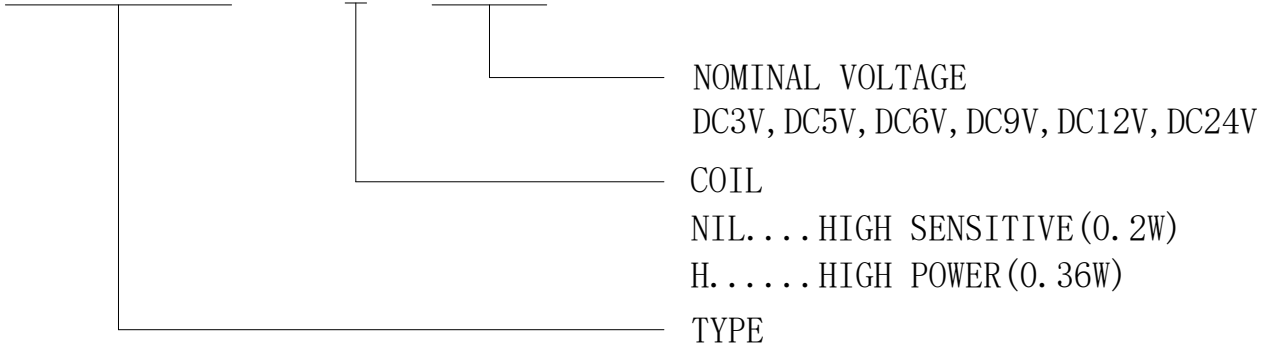 NOMINAL VOLTAGE
DC3V,DC5V,DC6V,DC9V,DC12V,DC24V
COIL
NIL....HIGH SENSITIVE(0.2W)
H......HIGH POWER(0.36W)
TYPE